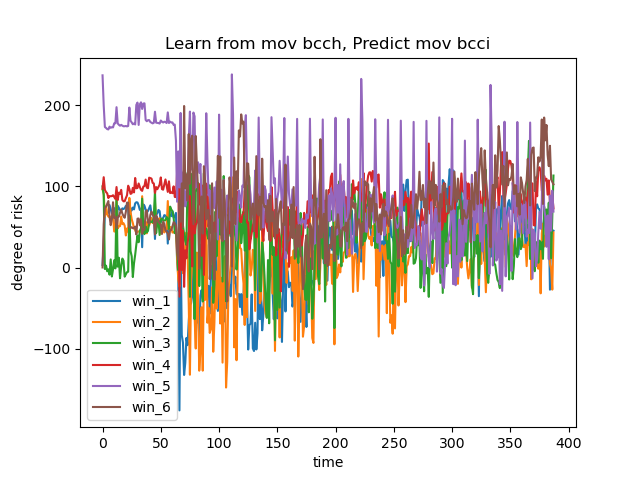 Learn from mov bcch, Predict mov bcci
degree of risk
200
100
0
−100
win_1
win_2
win_3
win_4
win_5
win_6
0 50 100 150 200 250 300 350 400
time